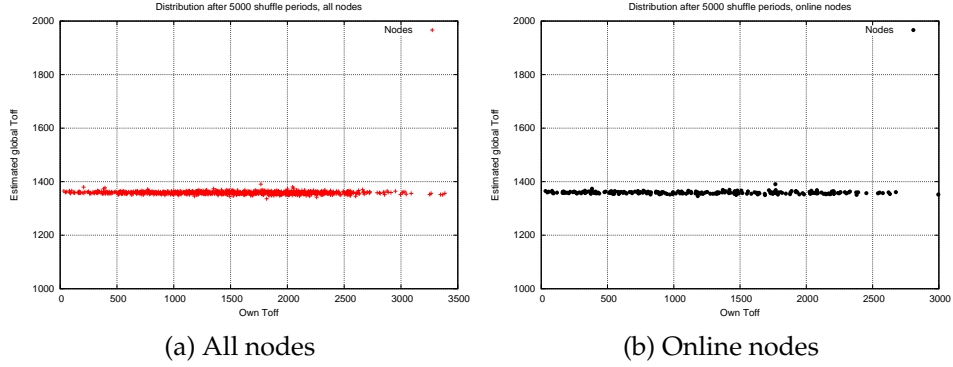 Distribution after 5000 shuffle periods, all nodes
2000
1800
1600
1400
1200
1000
Estimated global Toff
Nodes
0 500 1000 1500 2000 2500 3000 3500
Own Toff
(a) All nodes
Distribution after 5000 shuffle periods, online nodes
2000
1800
1600
1400
1200
1000
Estimated global Toff
Nodes
0 500 1000 1500 2000 2500 3000
Own Toff
(b) Online nodes